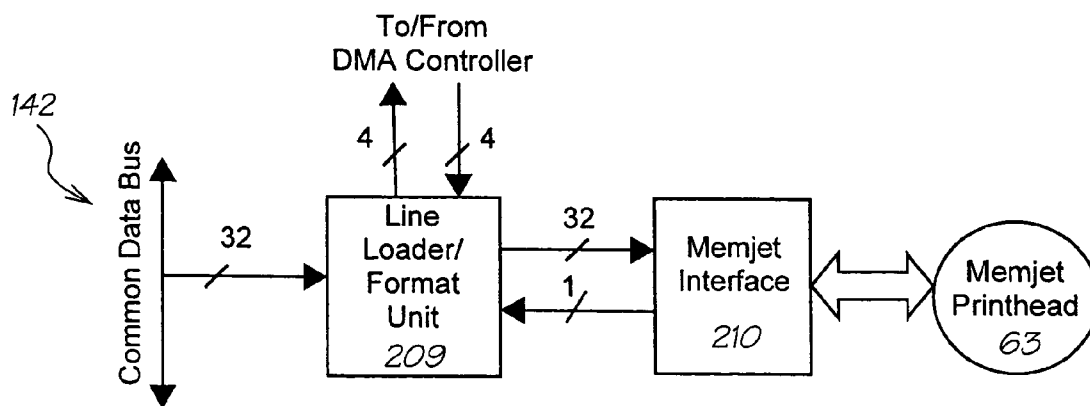 To/From
DMA Controller
142
4
4
Common Data Bus
32
Line
Loader/
Format
Unit
209
32
1
Memjet
Interface
210
Memjet
Printhead
63